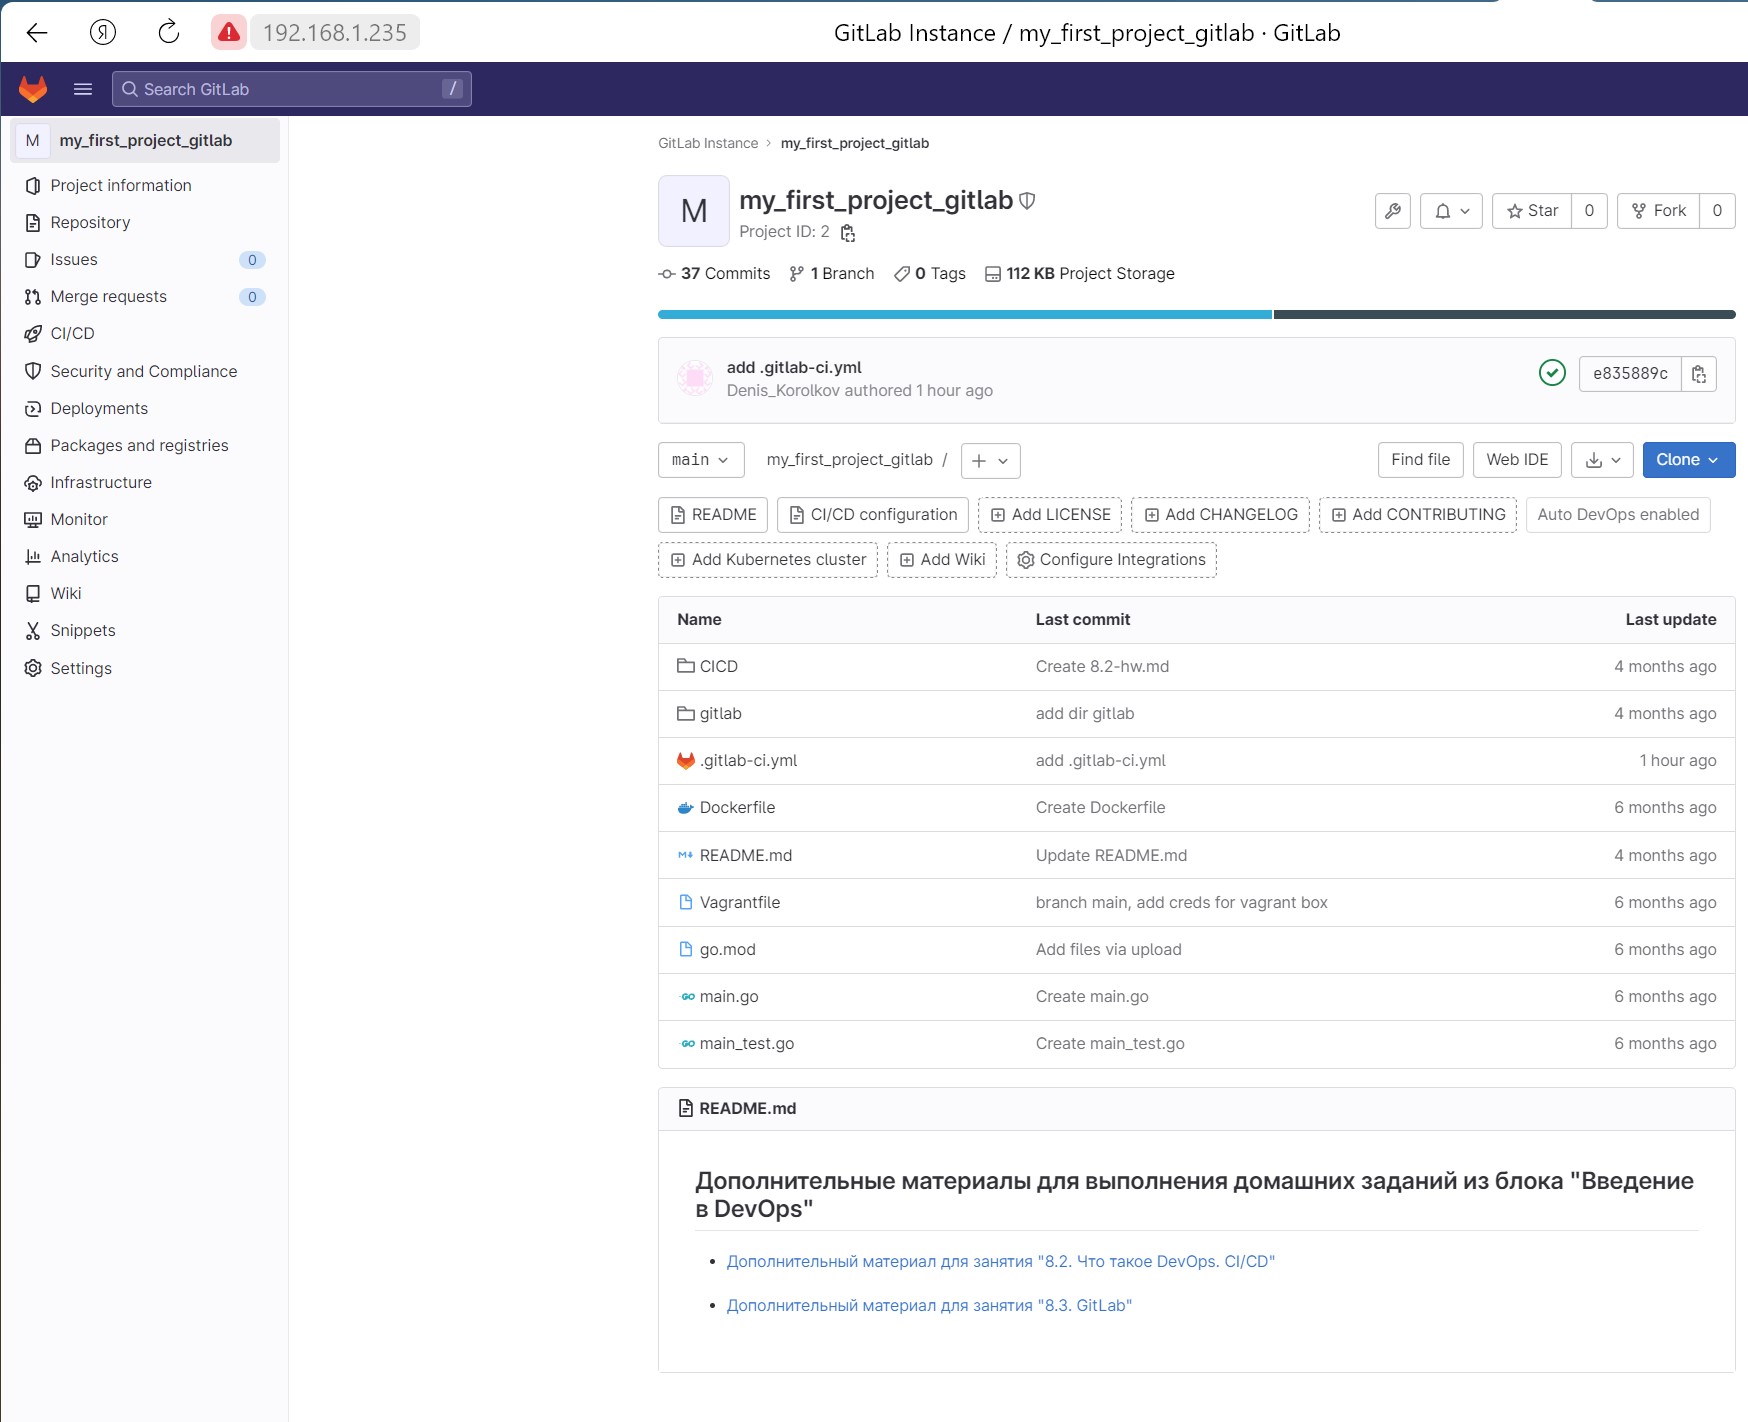 Я 192.168.1.235 GitLab Instance / my_first_project_gitlab · GitLab
Search GitLab /
M my_first_project_gitlab
Project information
Repository
Issues 0
Merge requests 0
CI/CD
Security and Compliance
Deployments
Packages and registries
Infrastructure
Monitor
Analytics
Wiki
Snippets
Settings
GitLab Instance > my_first_project_gitlab
M
my_first_project_gitlab
Project ID: 2
Star 0 Fork 0
37 Commits 1 Branch 0 Tags 112 KB Project Storage
add .gitlab-ci.yml
Denis_Korolkov authored 1 hour ago
e835889c
main my_first_project_gitlab / + Find file Web IDE Clone
README CI/CD configuration Add LICENSE Add CHANGELOG Add CONTRIBUTING Auto DevOps enabled
Add Kubernetes cluster Add Wiki Configure Integrations
Name Last commit Last update
CICD Create 8.2-hw.md 4 months ago
gitlab add dir gitlab 4 months ago
.gitlab-ci.yml add .gitlab-ci.yml 1 hour ago
Dockerfile Create Dockerfile 6 months ago
README.md Update README.md 4 months ago
Vagrantfile branch main, add creds for vagrant box 6 months ago
go.mod Add files via upload 6 months ago
main.go Create main.go 6 months ago
main_test.go Create main_test.go 6 months ago
README.md
Дополнительные материалы для выполнения домашних заданий из блока "Введение
в DevOps"
• Дополнительный материал для занятия "8.2. Что такое DevOps. CI/CD"
• Дополнительный материал для занятия "8.3. GitLab"